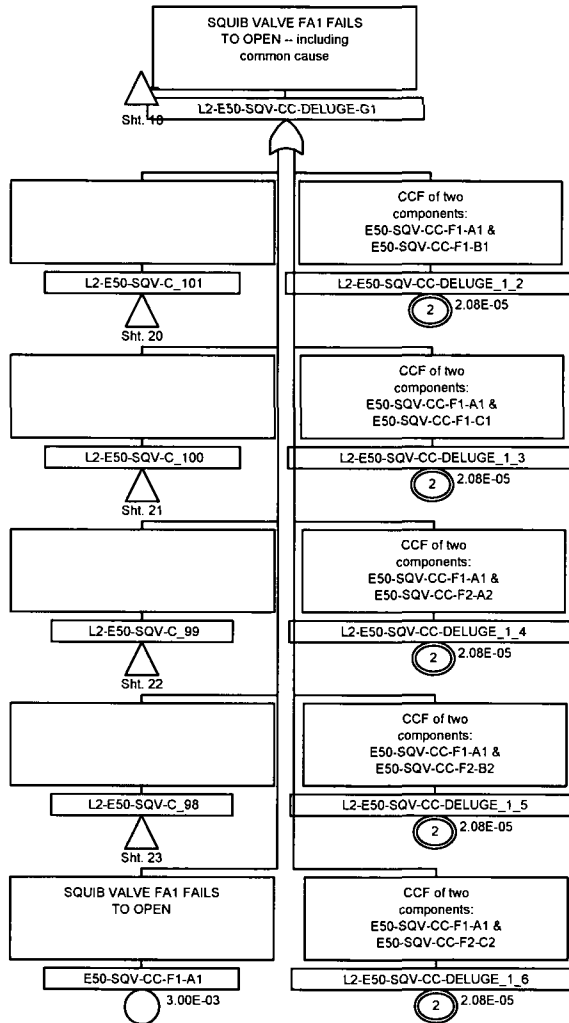 SQUIB VALVE FA1 FAILS
TO OPEN -- including
common cause
L2-E50-SQV-CC-DELUGE-G1
Sht. 18
CCF of two
components:
E50-SQV-CC-F1-A1 &
E50-SQV-CC-F1-B1
L2-E50-SQV-C_101
L2-E50-SQV-CC-DELUGE_1_2
Sht. 20
2
2.08E-05
CCF of two
components:
E50-SQV-CC-F1-A1 &
E50-SQV-CC-F1-C1
L2-E50-SQV-C_100
L2-E50-SQV-CC-DELUGE_1_3
Sht. 21
2
2.08E-05
CCF of two
components:
E50-SQV-CC-F1-A1 &
E50-SQV-CC-F2-A2
L2-E50-SQV-C_99
L2-E50-SQV-CC-DELUGE_1_4
Sht. 22
2
2.08E-05
CCF of two
components:
E50-SQV-CC-F1-A1 &
E50-SQV-CC-F2-B2
L2-E50-SQV-C_98
L2-E50-SQV-CC-DELUGE_1_5
Sht. 23
2
2.08E-05
SQUIB VALVE FA1 FAILS
TO OPEN
CCF of two
components:
E50-SQV-CC-F1-A1 &
E50-SQV-CC-F2-C2
E50-SQV-CC-F1-A1
L2-E50-SQV-CC-DELUGE_1_6
3.00E-03
2
2.08E-05